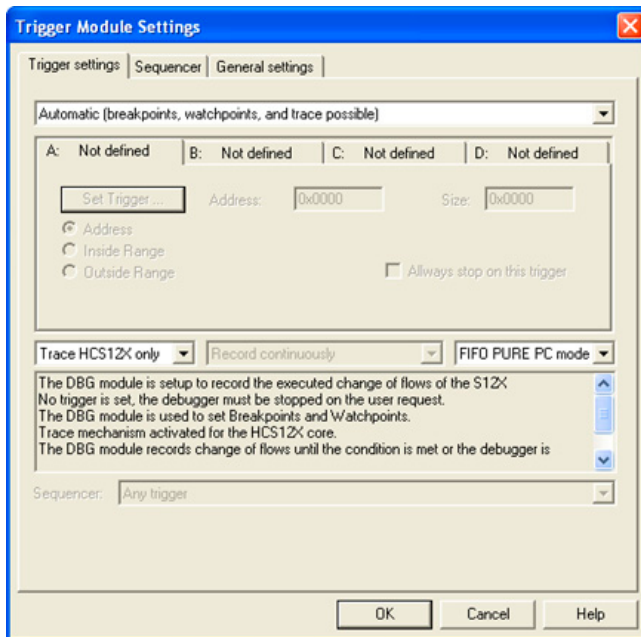 Trigger Module Settings
Trigger settings Sequencer General settings
Automatic (breakpoints, watchpoints, and trace possible)
A: Not defined B: Not defined C: Not defined D: Not defined
Set Trigger ... Address: 0x0000 Size: 0x0000
Address
Inside Range
Outside Range Allways stop on this trigger
Trace HCS12X only Record continuously FIFO PURE PC mode
The DBG module is setup to record the executed change of flows of the S12X
No trigger is set, the debugger must be stopped on the user request.
The DBG module is used to set Breakpoints and Watchpoints.
Trace mechanism activated for the HCS12X core.
The DBG module records change of flows until the condition is met or the debugger is
Sequencer: Any trigger
OK Cancel Help